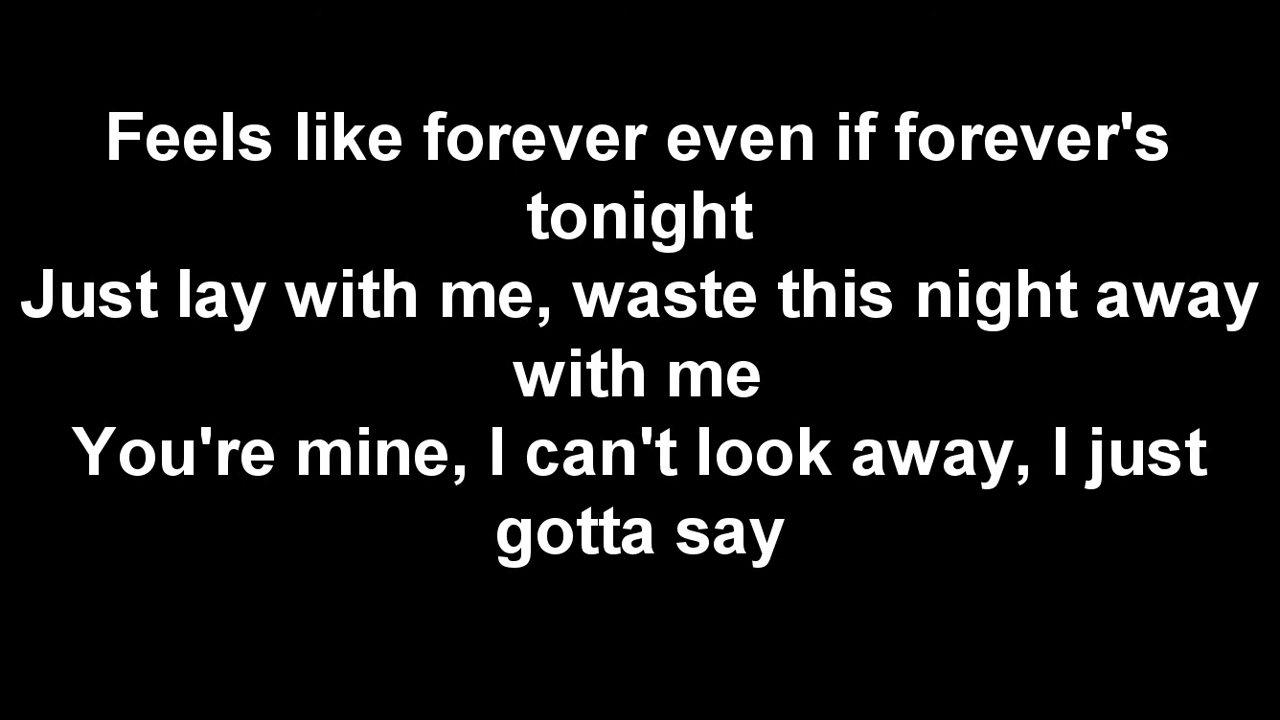 Feels like forever even if forever's
tonight
Just lay with me, waste this night away
with me
You're mine, I can't look away, I just
gotta say